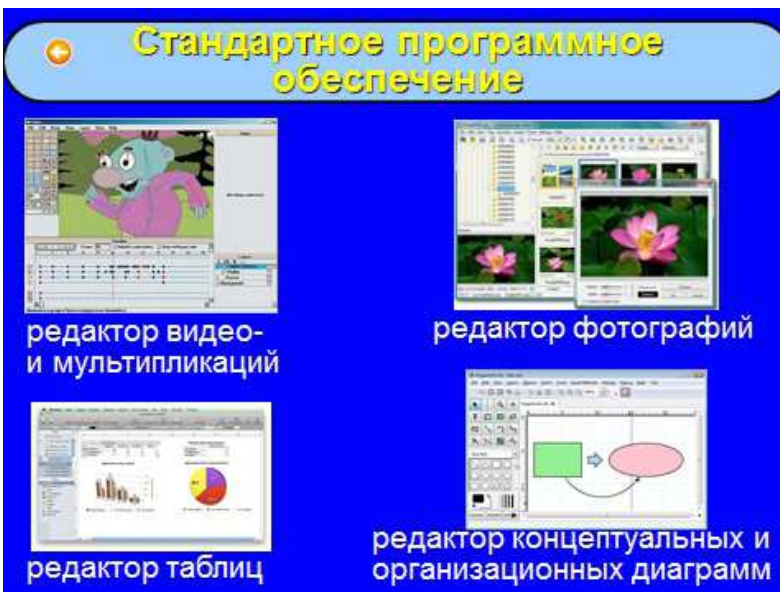 Стандартное программное
обеспечение
редактор видео-
и мультипликаций
редактор фотографий
редактор таблиц
редактор концептуальных и
организационных диаграмм